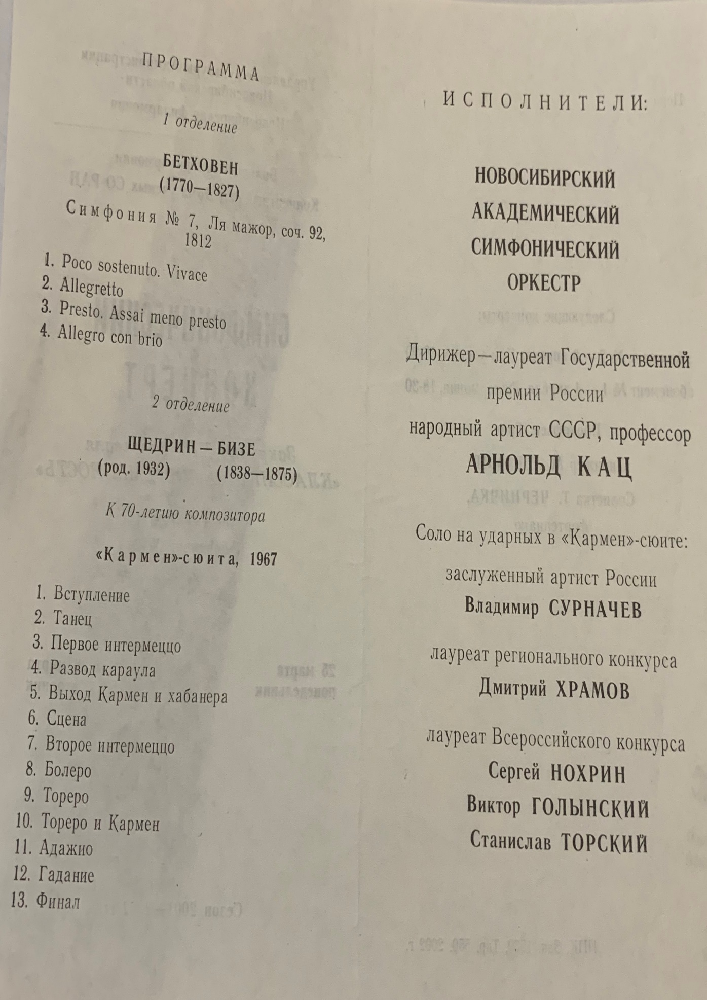 ПРОГРАММА
1 отделение
БЕТХОВЕН
(1770—1827)
Симфония № 7, Ля мажор, соч. 92,
1812
1. Poco sostenuto. Vivace
2. Allegretto
3. Presto. Assai meno presto
4. Allegro con brio
2 отделение
ЩЕДРИН — БИЗЕ
(род. 1932) (1838—1875)
К 70-летию композитора
«Кармен»-сюита, 1967
1. Вступление
2. Танец
3. Первое интермеццо
4. Развод караула
5. Выход Кармен и хабанера
6. Сцена
7. Второе интермеццо
8. Болеро
9. Тореро
10. Тореро и Кармен
11. Адажио
12. Гадание
13. Финал
ИСПОЛНИТЕЛИ:
НОВОСИБИРСКИЙ
АКАДЕМИЧЕСКИЙ
СИМФОНИЧЕСКИЙ
ОРКЕСТР
Дирижер—лауреат Государственной
премии России
народный артист СССР, профессор
АРНОЛЬД КАЦ
Соло на ударных в «Кармен»-сюите:
заслуженный артист России
Владимир СУРНАЧЕВ
лауреат регионального конкурса
Дмитрий ХРАМОВ
лауреат Всероссийского конкурса
Сергей НОХРИН
Виктор ГОЛЫНСКИЙ
Станислав ТОРСКИЙ